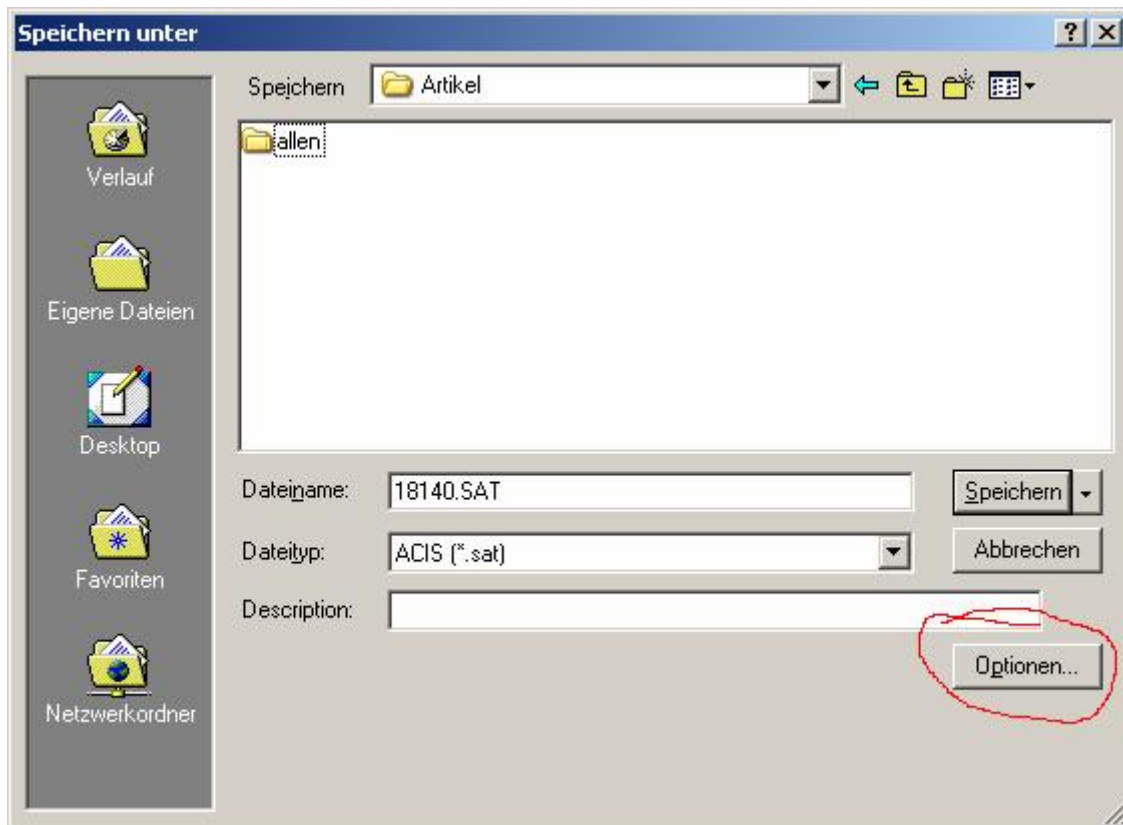 Speichern unter
Speichern Artikel
allen
Verlauf
Eigene Dateien
Desktop
Favoriten
Netzwerkordner
Dateiname: 18140.SAT Speichern
Dateityp: ACIS (*.sat) Abbrechen
Description:
Optionen...